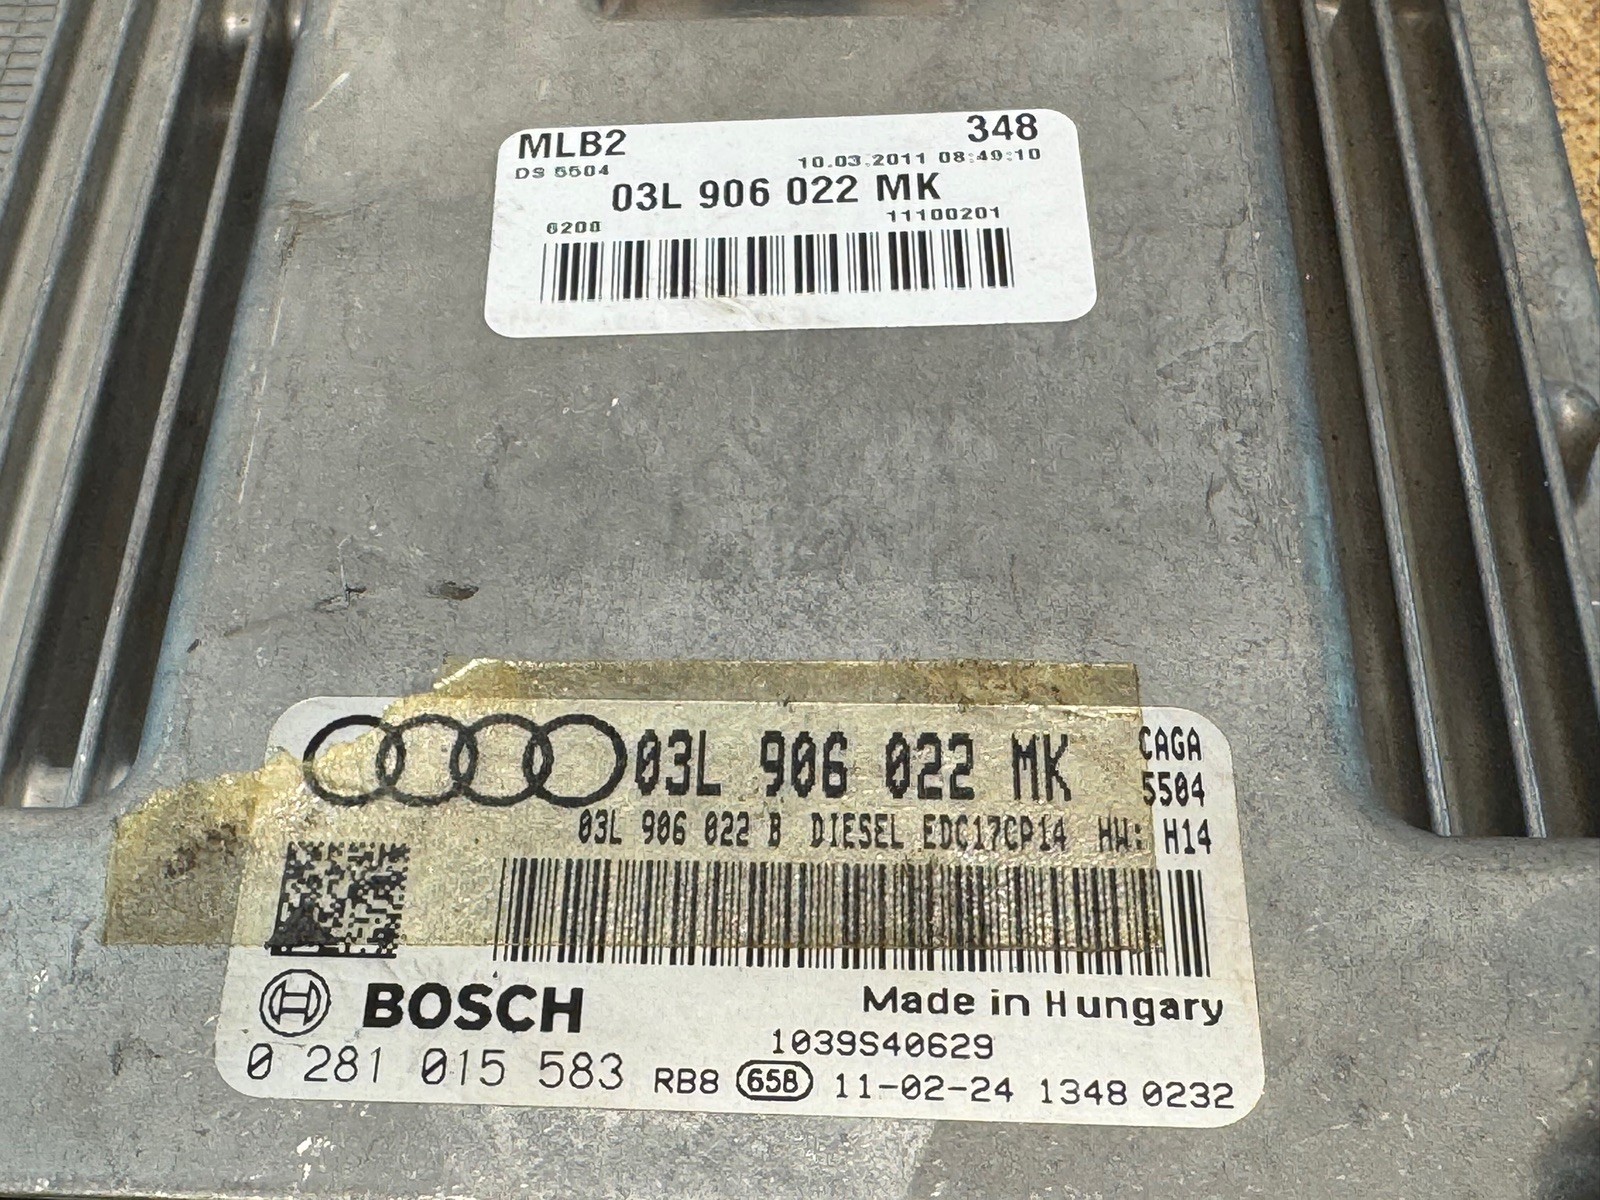 MLB2 348
DS 5504 10.03.2011 08:49:10
03L 906 022 MK
6200 11100201
03L 906 022 MK CAGA
5504
03L 906 022 B DIESEL EDC17CP14 HW: H14
BOSCH Made in Hungary
1039S40629
0 281 015 583 RB8 658 11-02-24 1348 0232